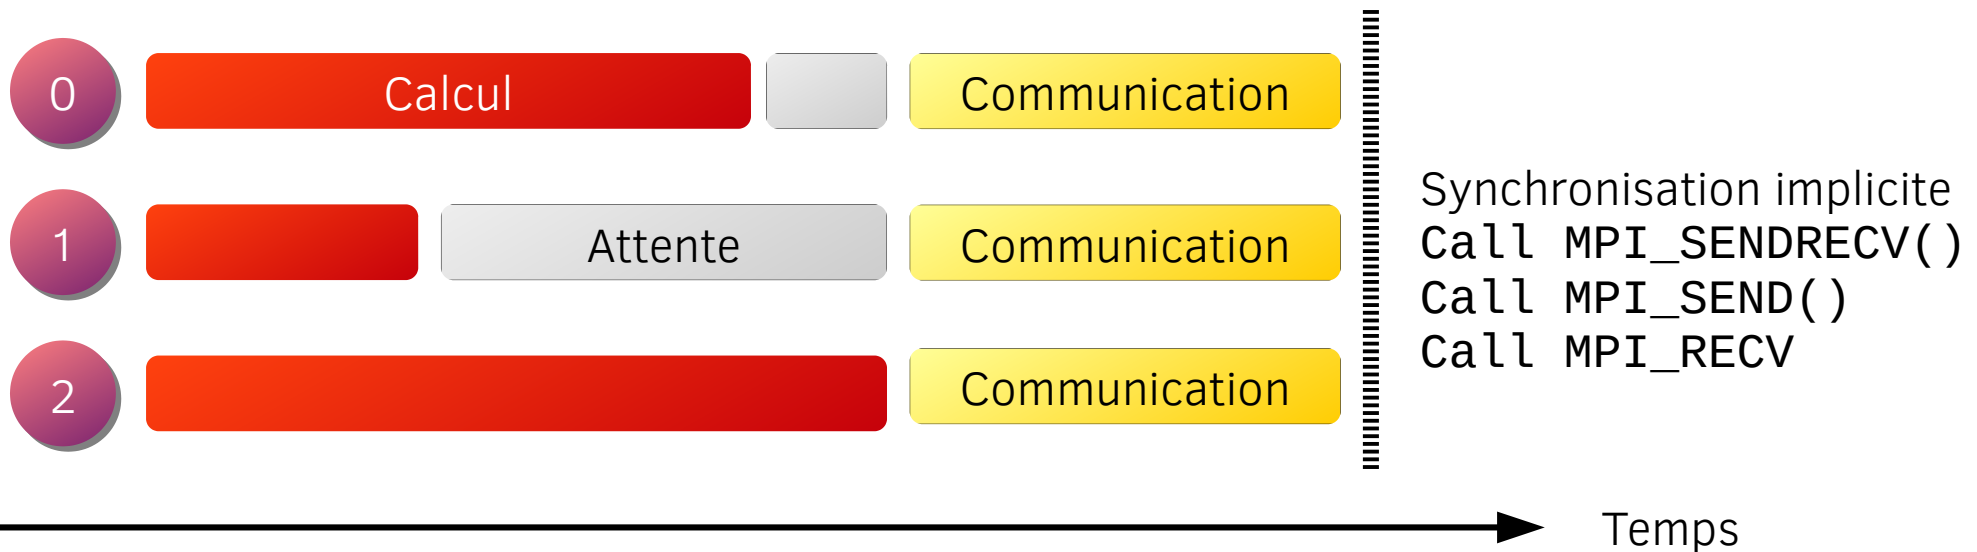 0
Calcul
Communication
1
Attente
Communication
2
Communication
Synchronisation implicite
Call MPI_SENDRECV()
Call MPI_SEND()
Call MPI_RECV
Temps